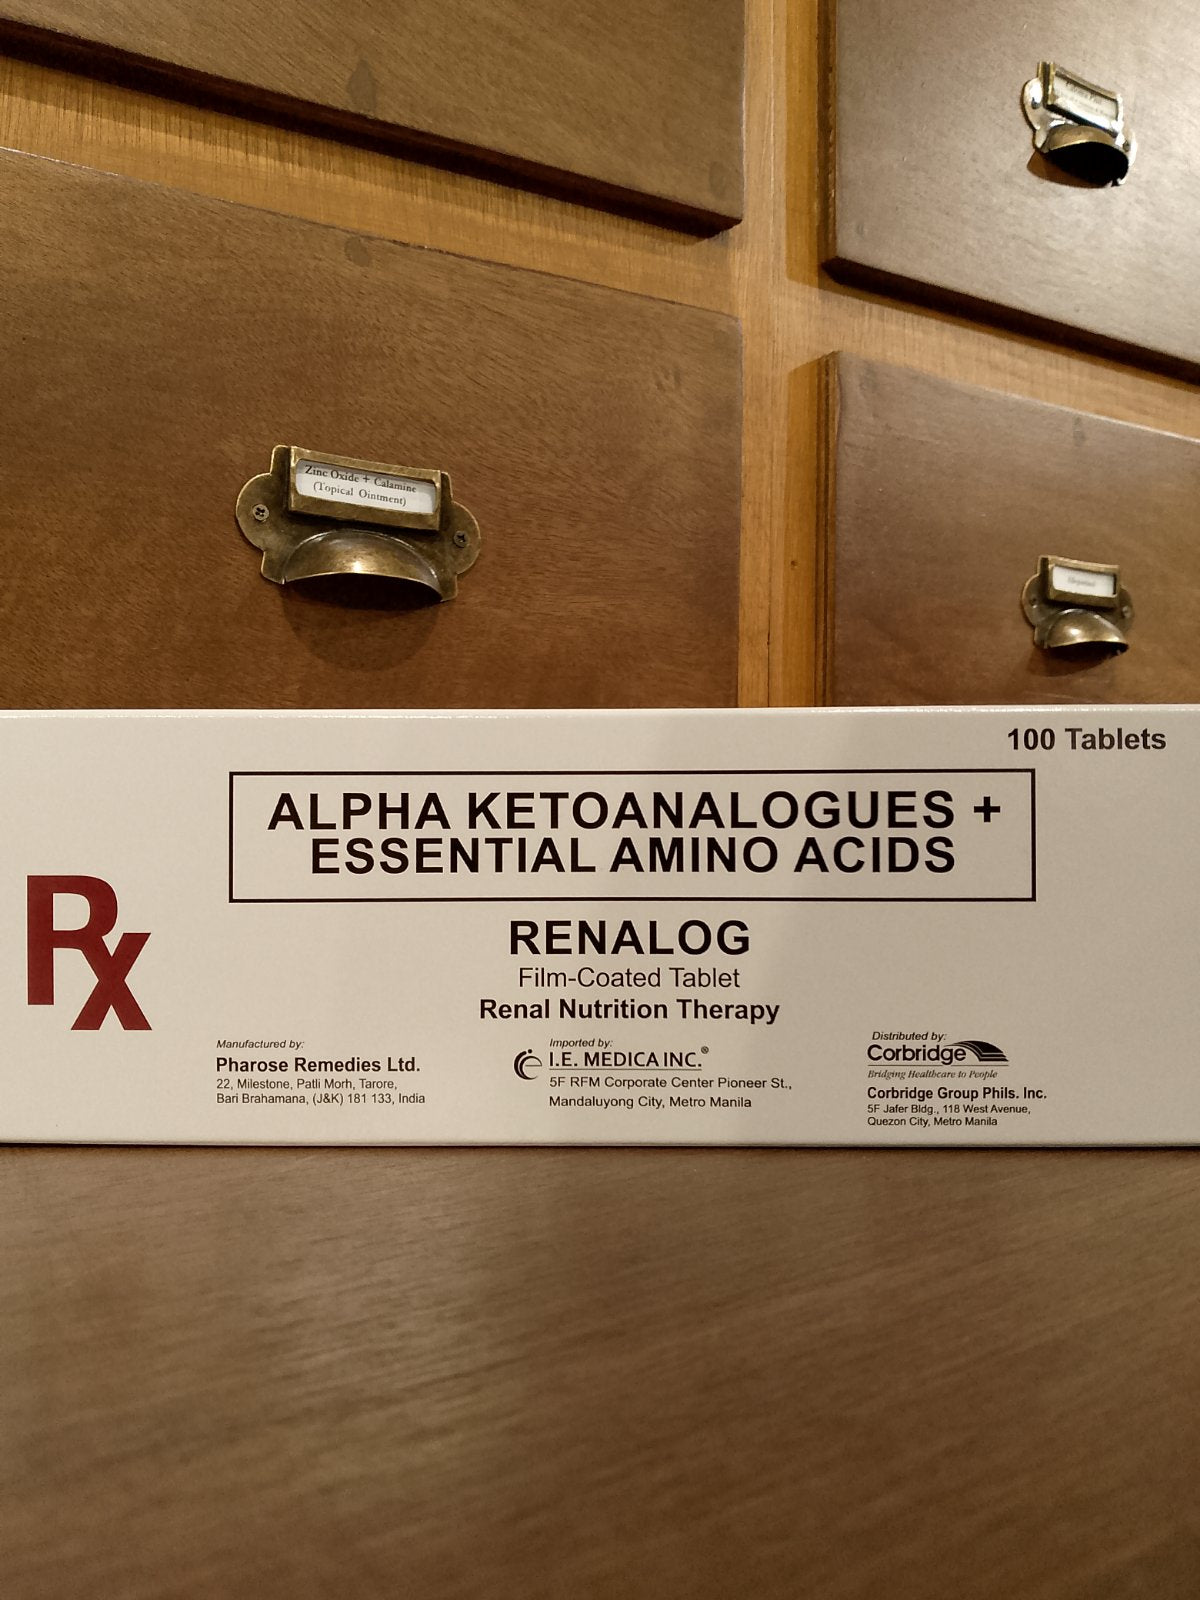 Zinc Oxide + Calamine
(Topical Ointment)
100 Tablets
ALPHA KETOANALOGUES +
ESSENTIAL AMINO ACIDS
Rx
RENALOG
Film-Coated Tablet
Renal Nutrition Therapy
Manufactured by:
Pharose Remedies Ltd.
22, Milestone, Patli Morh, Tarore,
Bari Brahamana, (J&K) 181 133, India
Imported by:
I.E. MEDICA INC.®
5F RFM Corporate Center Pioneer St.,
Mandaluyong City, Metro Manila
Distributed by:
Corbridge
Bridging Healthcare to People
Corbridge Group Phils. Inc.
5F Jafer Bldg., 118 West Avenue,
Quezon City, Metro Manila